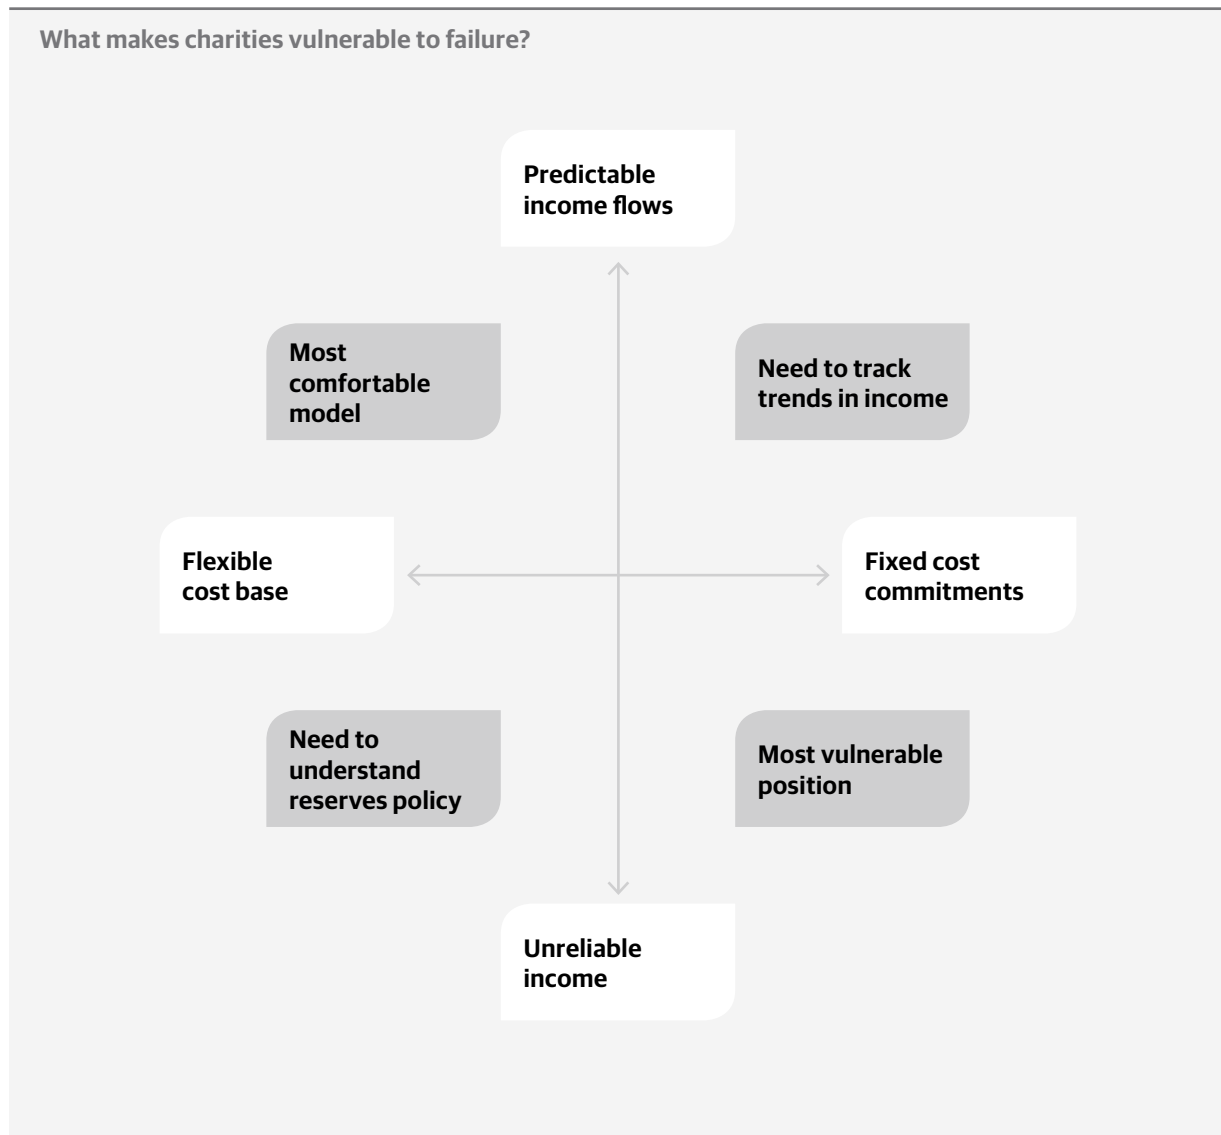 What makes charities vulnerable to failure?
Predictable
income flows
Most
comfortable
model
Need to track
trends in income
Flexible
cost base
Fixed cost
commitments
Need to
understand
reserves policy
Most vulnerable
position
Unreliable
income